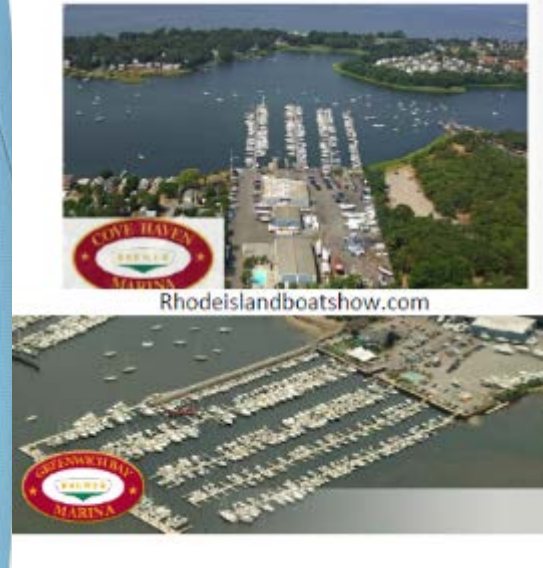 COVE HAVEN
BREWER
MARINA
Rhodeislandboatshow.com
GREENWICH BAY
BREWER
MARINA